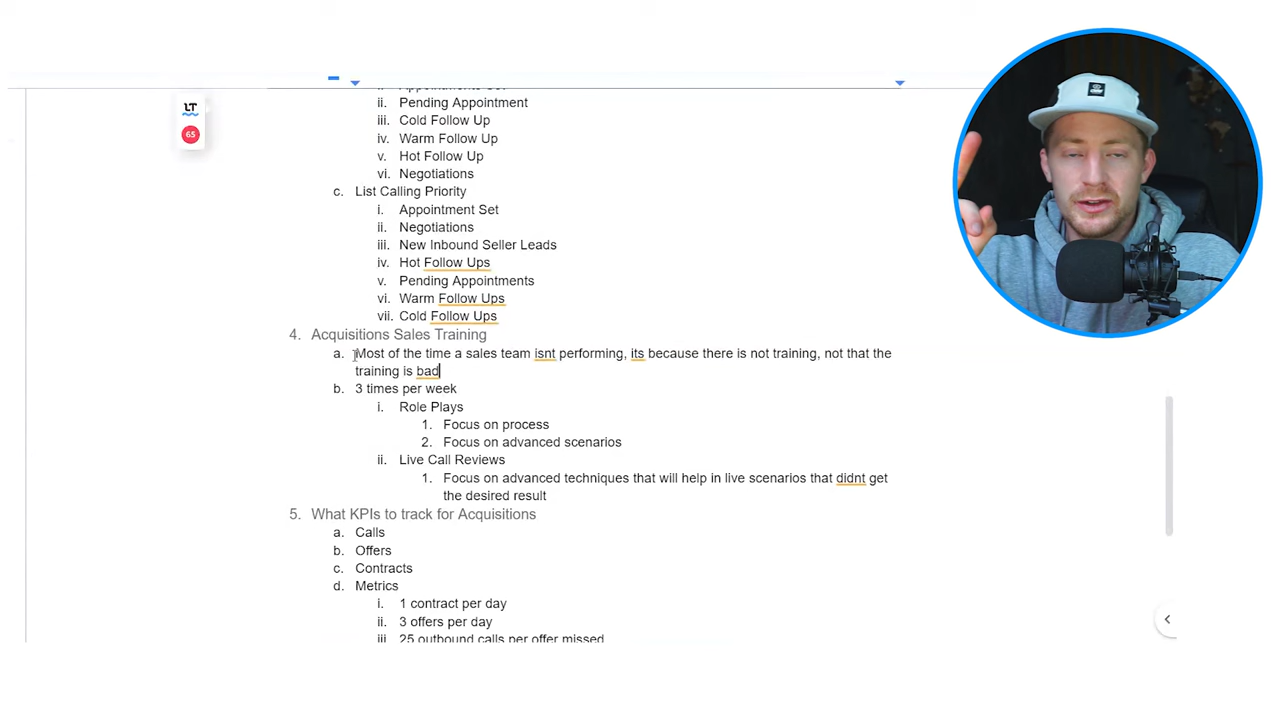 LT
65
ii. Pending Appointment
iii. Cold Follow Up
iv. Warm Follow Up
v. Hot Follow Up
vi. Negotiations
c. List Calling Priority
i. Appointment Set
ii. Negotiations
iii. New Inbound Seller Leads
iv. Hot Follow Ups
v. Pending Appointments
vi. Warm Follow Ups
vii. Cold Follow Ups
4. Acquisitions Sales Training
a. Most of the time a sales team isnt performing, its because there is not training, not that the
training is bad
b. 3 times per week
i. Role Plays
1. Focus on process
2. Focus on advanced scenarios
ii. Live Call Reviews
1. Focus on advanced techniques that will help in live scenarios that didnt get
the desired result
5. What KPIs to track for Acquisitions
a. Calls
b. Offers
c. Contracts
d. Metrics
i. 1 contract per day
ii. 3 offers per day
iii. 25 outbound calls per offer missed